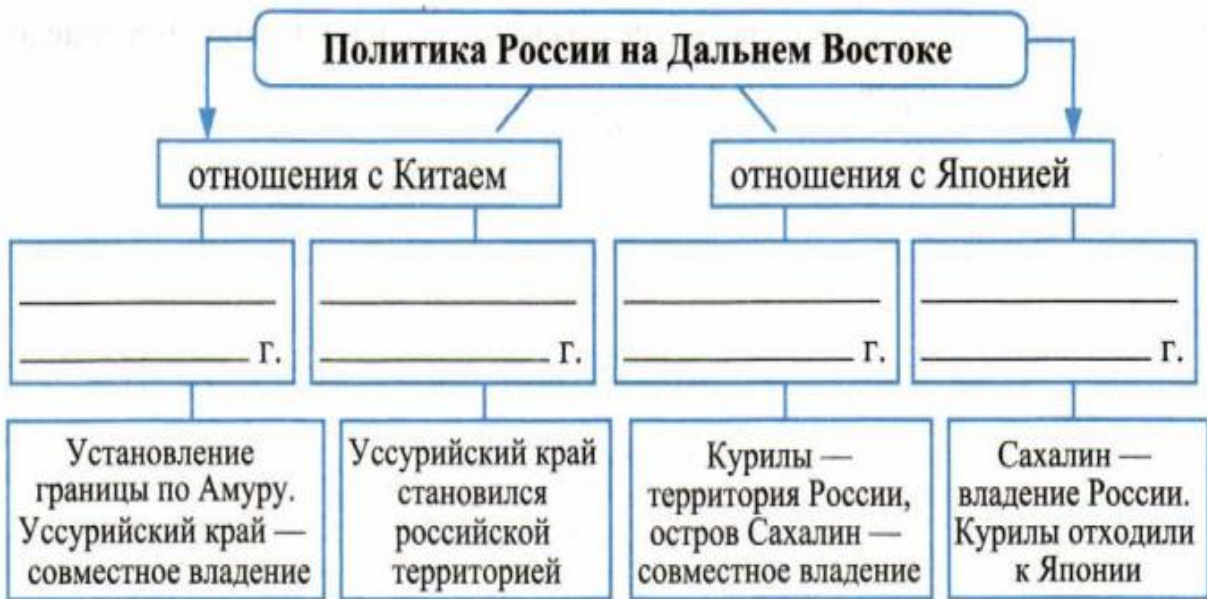 Политика России на Дальнем Востоке
отношения с Китаем
отношения с Японией
г.
г.
г.
г.
Установление
границы по Амуру.
Уссурийский край —
совместное владение
Уссурийский край
становился
российской
территорией
Курилы —
территория России,
остров Сахалин —
совместное владение
Сахалин —
владение России.
Курилы отходили
к Японии